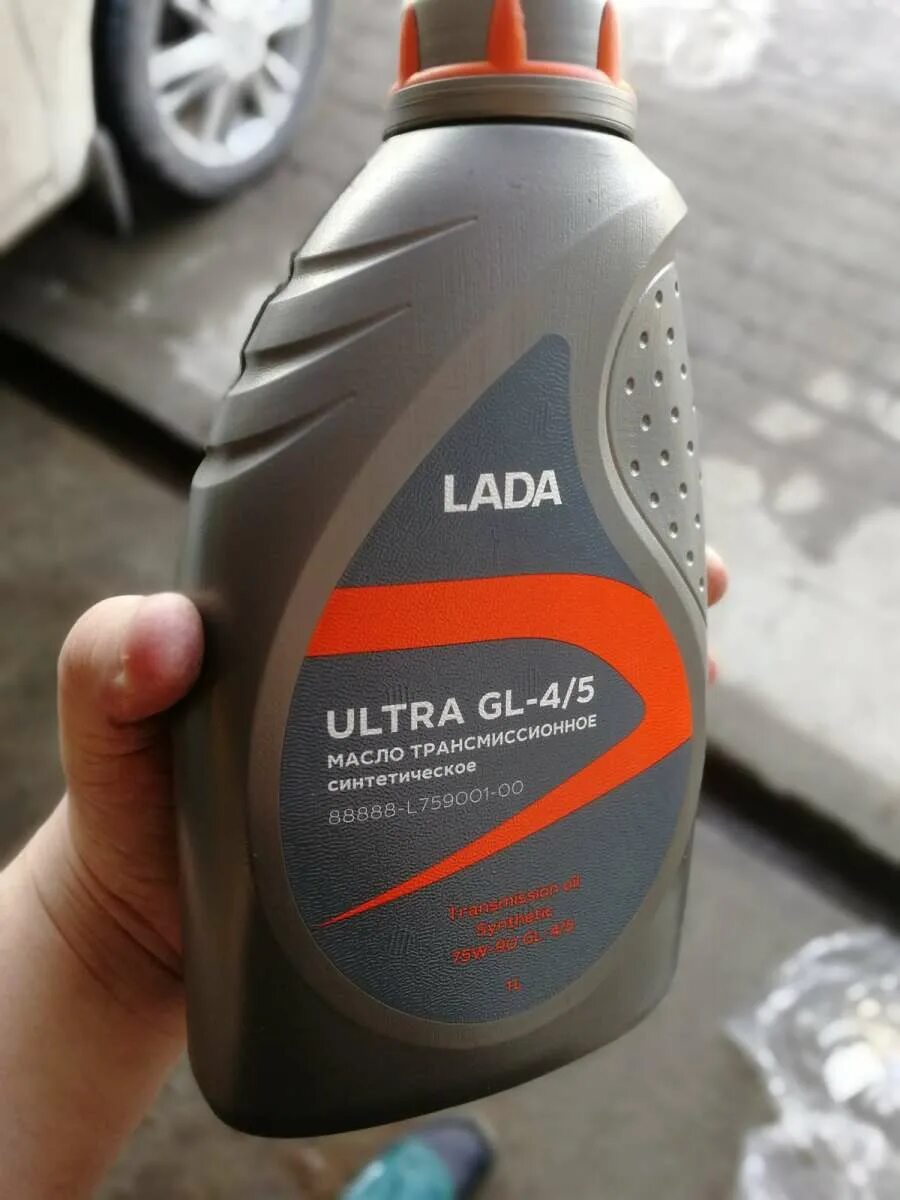 LADA
ULTRA GL-4/5
МАСЛО ТРАНСМИССИОННОЕ
синтетическое
88888-L759001-00
Transmission oil
Synthetic
75W-90 GL-4/5
1L